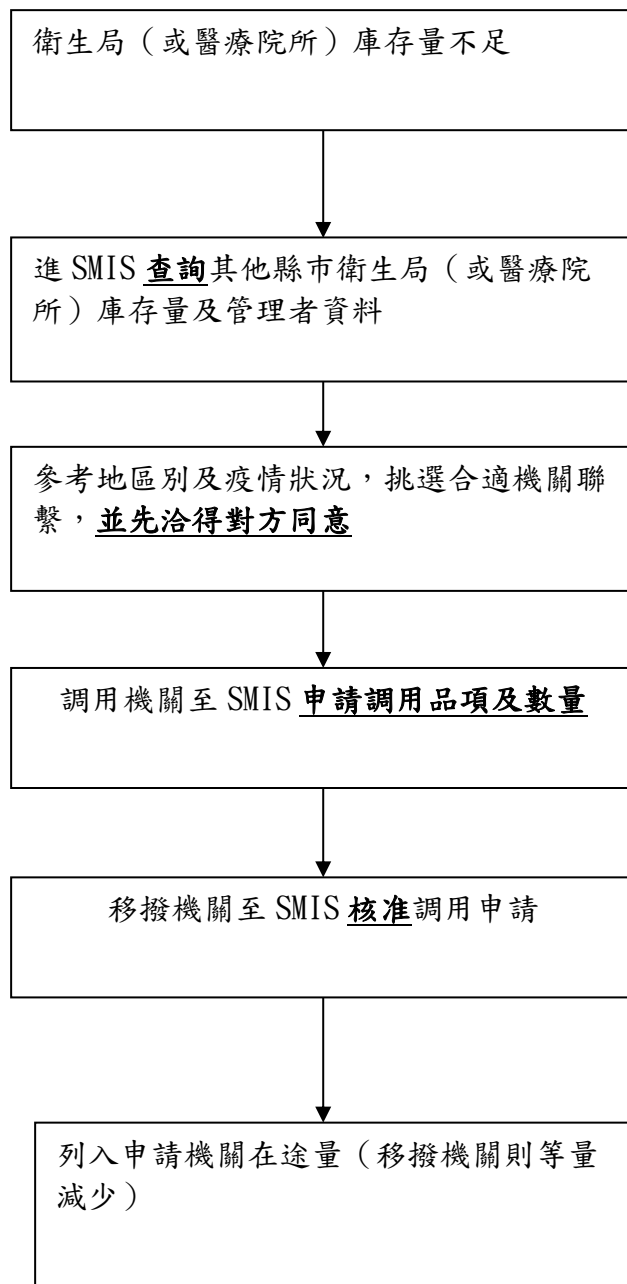 衛生局（或醫療院所）庫存量不足
進 SMIS 查詢其他縣市衛生局（或醫療院
所）庫存量及管理者資料
參考地區別及疫情狀況，挑選合適機關聯
繫，並先洽得對方同意
調用機關至 SMIS 申請調用品項及數量
移撥機關至 SMIS 核准調用申請
列入申請機關在途量（移撥機關則等量
減少）